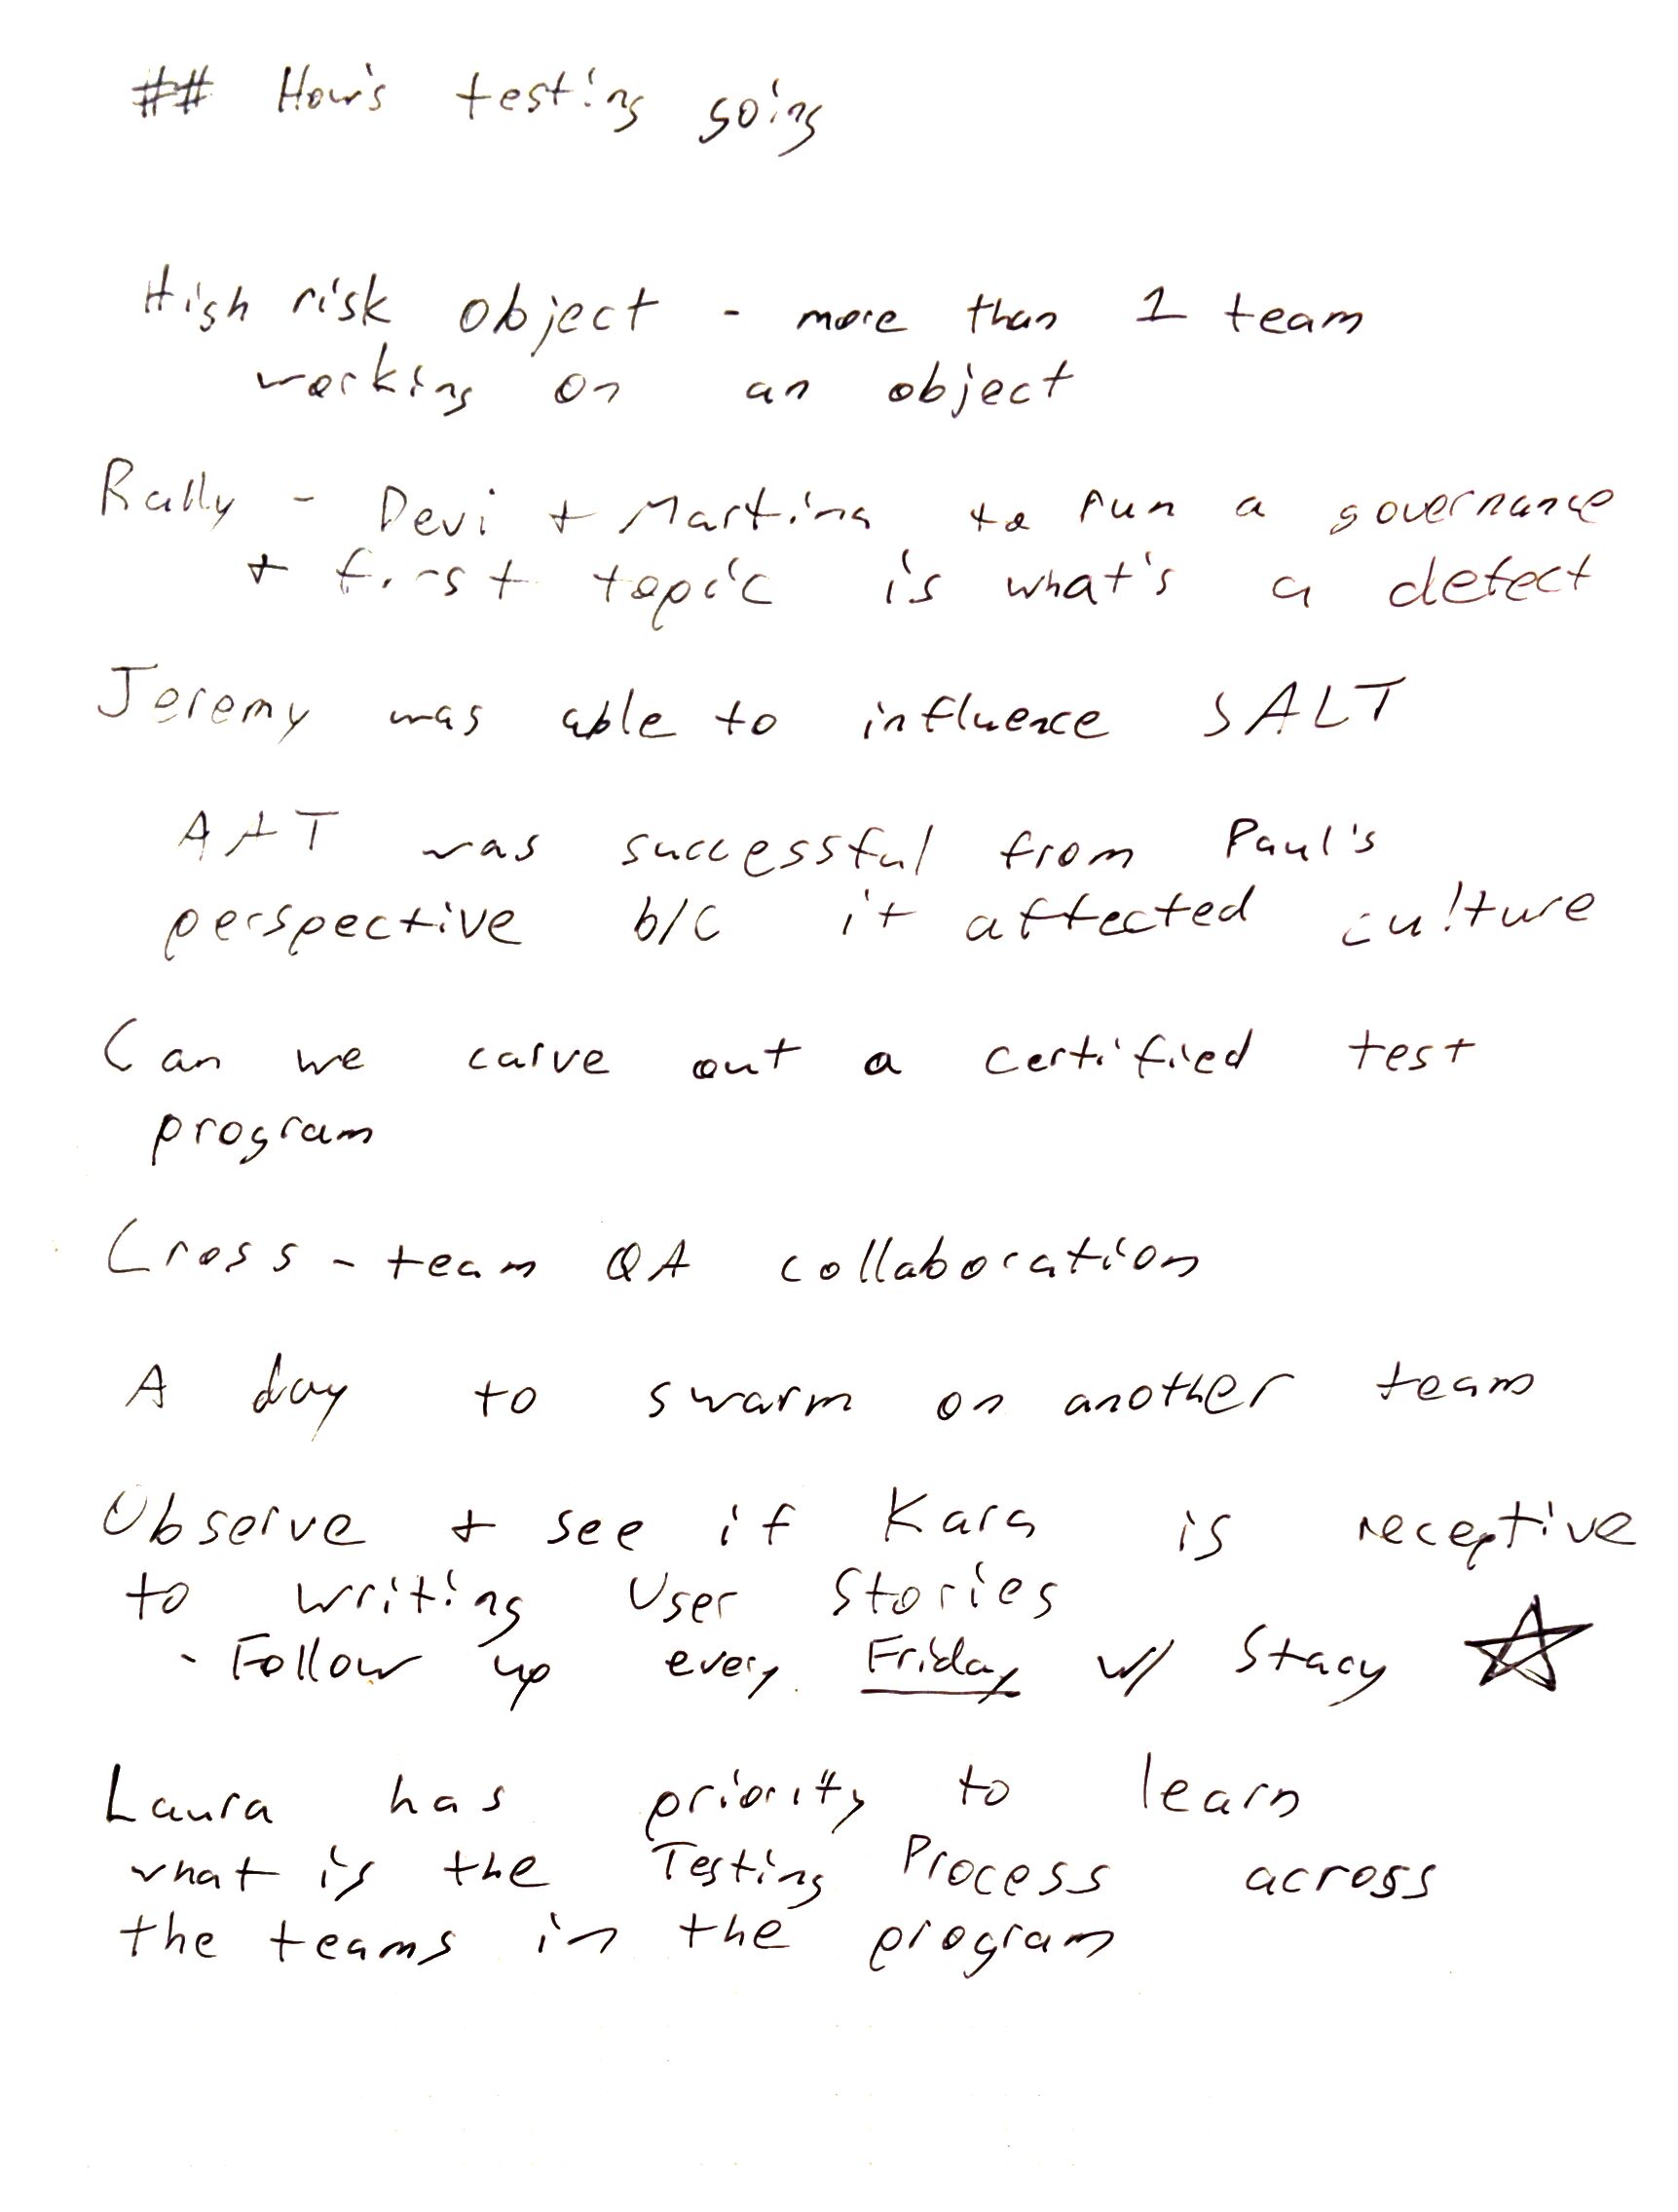 ## How's testing going
High risk object - more than 1 team
working on an object
Rally - Devi + Martina to run a governance
+ first topic is what's a defect
Jeremy was able to influence SALT
A+T was successful from Paul's
perspective b/c it affected culture
Can we carve out a certified test
program
Cross-team QA collaboration
A day to swarm on another team
Observe + see if Kara is receptive
to writing User Stories
- Follow up every Friday w/ Stacy
Laura has priority to learn
what is the Testing Process across
the teams in the program